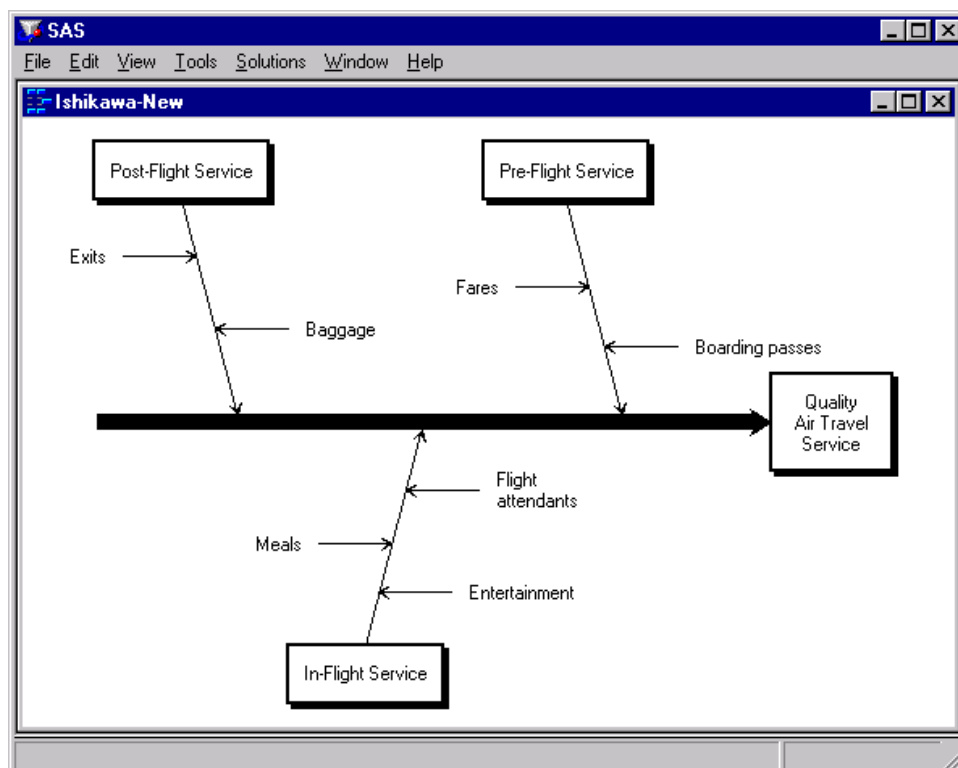 SAS
File Edit View Tools Solutions Window Help
Ishikawa-New
Post-Flight Service
Pre-Flight Service
Exits
Fares
Baggage
Boarding passes
Quality
Air Travel
Service
Flight
attendants
Meals
Entertainment
In-Flight Service